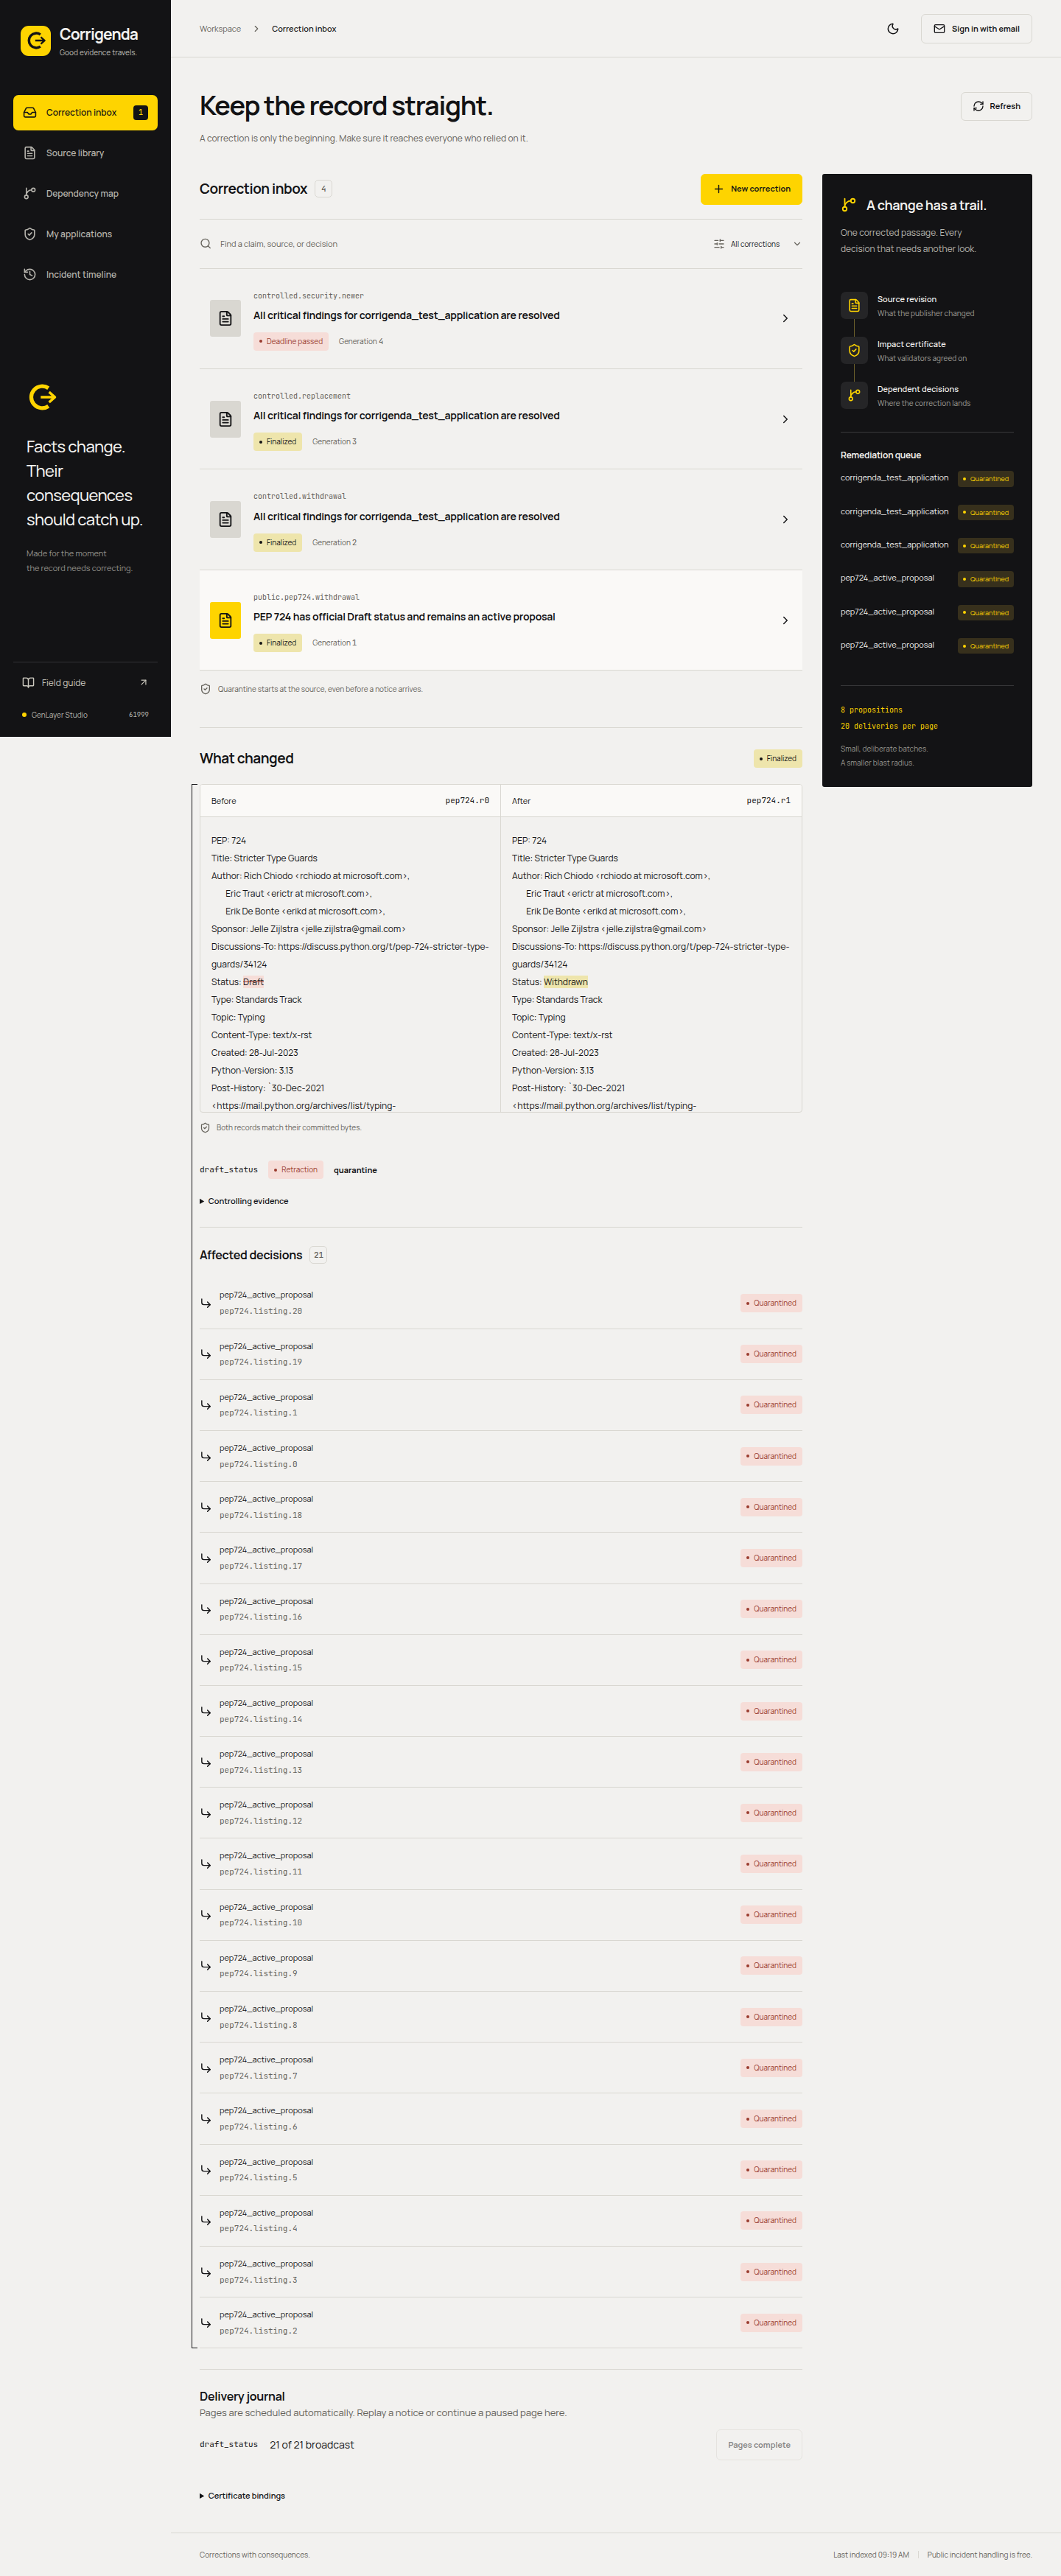 Corrigenda
Good evidence travels.
Correction inbox 1
Source library
Dependency map
My applications
Incident timeline
Facts change.
Their
consequences
should catch up.
Made for the moment
the record needs correcting.
Field guide
GenLayer Studio 61999
Workspace > Correction inbox
Sign in with email
Keep the record straight.
A correction is only the beginning. Make sure it reaches everyone who relied on it.
Refresh
Correction inbox 4
New correction
Find a claim, source, or decision
All corrections
controlled.security.newer
All critical findings for corrigenda_test_application are resolved
Deadline passed Generation 4
controlled.replacement
All critical findings for corrigenda_test_application are resolved
Finalized Generation 3
controlled.withdrawal
All critical findings for corrigenda_test_application are resolved
Finalized Generation 2
public.pep724.withdrawal
PEP 724 has official Draft status and remains an active proposal
Finalized Generation 1
Quarantine starts at the source, even before a notice arrives.
A change has a trail.
One corrected passage. Every
decision that needs another look.
Source revision
What the publisher changed
Impact certificate
What validators agreed on
Dependent decisions
Where the correction lands
Remediation queue
corrigenda_test_application Quarantined
corrigenda_test_application Quarantined
corrigenda_test_application Quarantined
pep724_active_proposal Quarantined
pep724_active_proposal Quarantined
pep724_active_proposal Quarantined
8 propositions
20 deliveries per page
Small, deliberate batches.
A smaller blast radius.
What changed
Finalized
Before pep724.r0
PEP: 724
Title: Stricter Type Guards
Author: Rich Chiodo <rchiodo at microsoft.com>,
Eric Traut <erictr at microsoft.com>,
Erik De Bonte <erikd at microsoft.com>,
Sponsor: Jelle Zijlstra <jelle.zijlstra@gmail.com>
Discussions-To: https://discuss.python.org/t/pep-724-stricter-type-
guards/34124
Status: Draft
Type: Standards Track
Topic: Typing
Content-Type: text/x-rst
Created: 28-Jul-2023
Python-Version: 3.13
Post-History: `30-Dec-2021
<https://mail.python.org/archives/list/typing-
After pep724.r1
PEP: 724
Title: Stricter Type Guards
Author: Rich Chiodo <rchiodo at microsoft.com>,
Eric Traut <erictr at microsoft.com>,
Erik De Bonte <erikd at microsoft.com>,
Sponsor: Jelle Zijlstra <jelle.zijlstra@gmail.com>
Discussions-To: https://discuss.python.org/t/pep-724-stricter-type-
guards/34124
Status: Withdrawn
Type: Standards Track
Topic: Typing
Content-Type: text/x-rst
Created: 28-Jul-2023
Python-Version: 3.13
Post-History: `30-Dec-2021
<https://mail.python.org/archives/list/typing-
Both records match their committed bytes.
draft_status Retraction quarantine
Controlling evidence
Affected decisions 21
pep724_active_proposal
pep724.listing.20
Quarantined
pep724_active_proposal
pep724.listing.19
Quarantined
pep724_active_proposal
pep724.listing.1
Quarantined
pep724_active_proposal
pep724.listing.0
Quarantined
pep724_active_proposal
pep724.listing.18
Quarantined
pep724_active_proposal
pep724.listing.17
Quarantined
pep724_active_proposal
pep724.listing.16
Quarantined
pep724_active_proposal
pep724.listing.15
Quarantined
pep724_active_proposal
pep724.listing.14
Quarantined
pep724_active_proposal
pep724.listing.13
Quarantined
pep724_active_proposal
pep724.listing.12
Quarantined
pep724_active_proposal
pep724.listing.11
Quarantined
pep724_active_proposal
pep724.listing.10
Quarantined
pep724_active_proposal
pep724.listing.9
Quarantined
pep724_active_proposal
pep724.listing.8
Quarantined
pep724_active_proposal
pep724.listing.7
Quarantined
pep724_active_proposal
pep724.listing.6
Quarantined
pep724_active_proposal
pep724.listing.5
Quarantined
pep724_active_proposal
pep724.listing.4
Quarantined
pep724_active_proposal
pep724.listing.3
Quarantined
pep724_active_proposal
pep724.listing.2
Quarantined
Delivery journal
Pages are scheduled automatically. Replay a notice or continue a paused page here.
draft_status 21 of 21 broadcast
Pages complete
Certificate bindings
Corrections with consequences.
Last indexed 09:19 AM
Public incident handling is free.